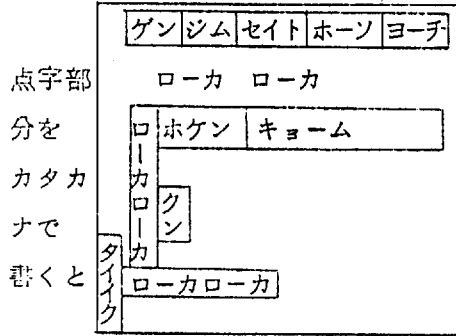 点字部
分を
カタカ
ナで
書くと
ゲン ジム セイト ホーソ ヨーチ
ローカ ローカ
ホケン キョーム
ローカローカ
クン
タイイク
ローカローカ